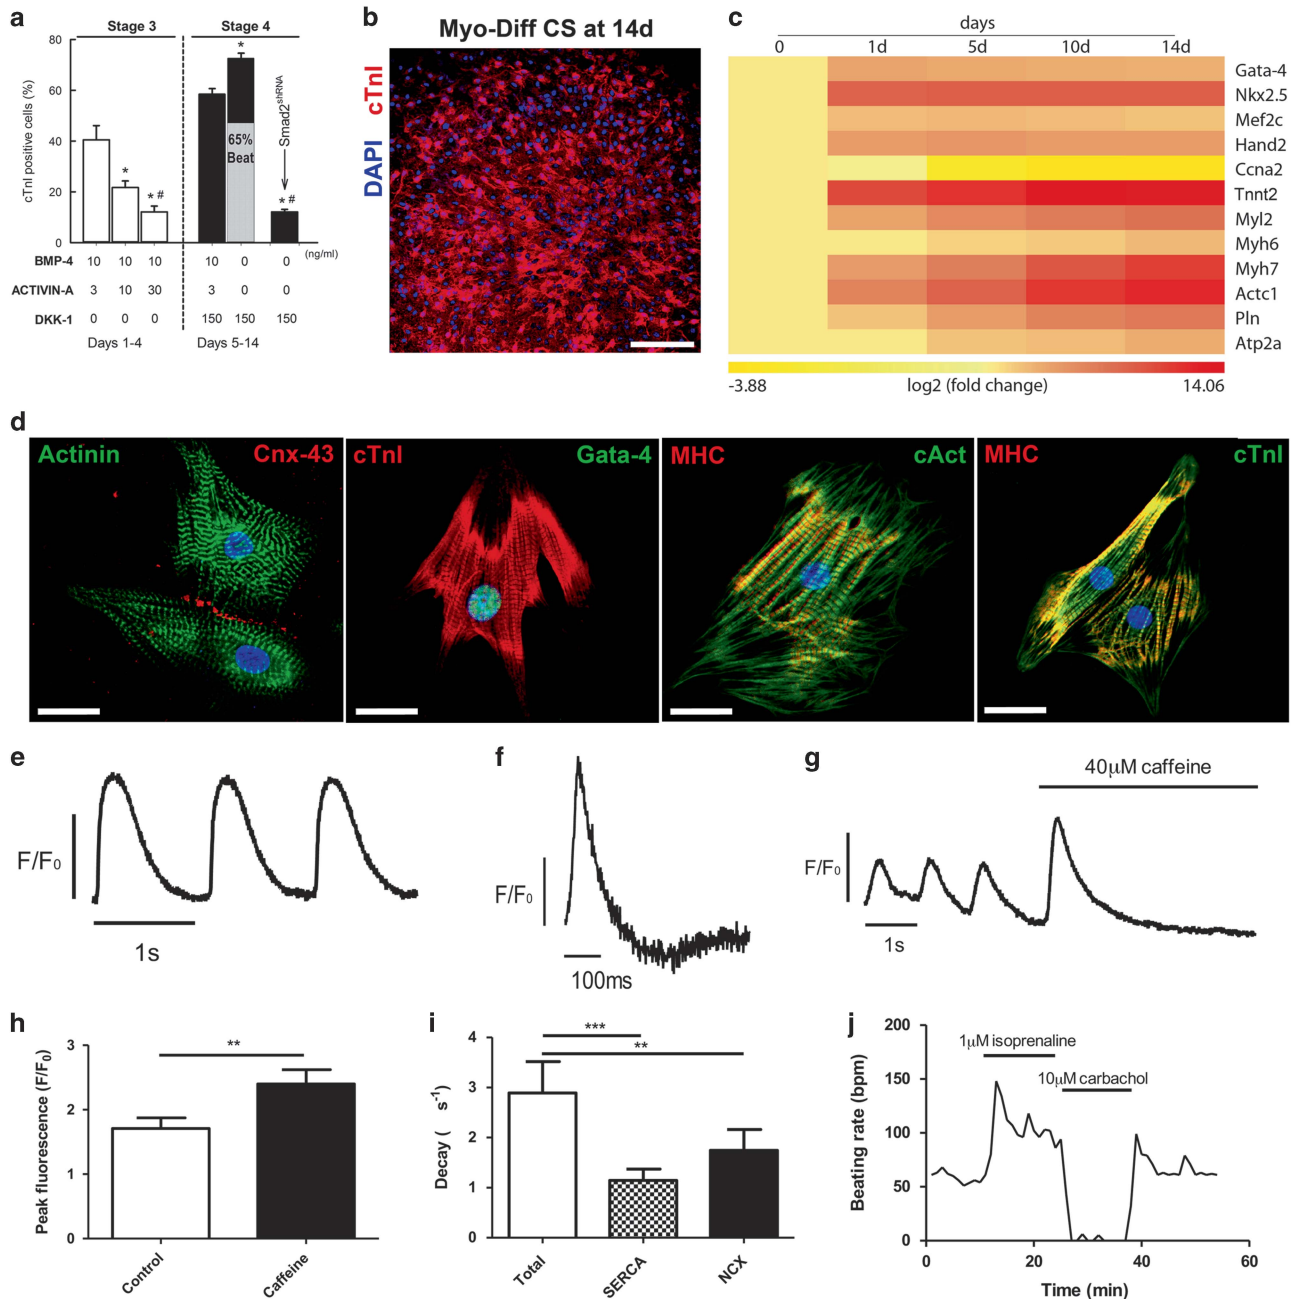 a
Stage 3 Stage 4
cTnI positive cells (%)
80
60
40
20
0
*
* #
*
65%
Beat
Smad2shRNA
* #
(ng/ml)
BMP-4 10 10 10 10 0 0
ACTIVIN-A 3 10 30 3 0 0
DKK-1 0 0 0 150 150 150
Days 1-4 Days 5-14
b
Myo-Diff CS at 14d
DAPI cTnI
c
days
0 1d 5d 10d 14d
Gata-4
Nkx2.5
Mef2c
Hand2
Ccna2
Tnnt2
Myl2
Myh6
Myh7
Actc1
Pln
Atp2a
-3.88 log2 (fold change) 14.06
d
Actinin Cnx-43
cTnI Gata-4
MHC cAct
MHC cTnI
e
F/F0
1s
f
F/F0
100ms
g
40μM caffeine
F/F0
1s
h
Peak fluorescence (F/F0)
3
2
1
0
**
Control Caffeine
i
Decay ( s-1)
4
3
2
1
0
***
**
Total SERCA NCX
j
Beating rate (bpm)
200
150
100
50
0
1μM isoprenaline
10μM carbachol
0 20 40 60
Time (min)